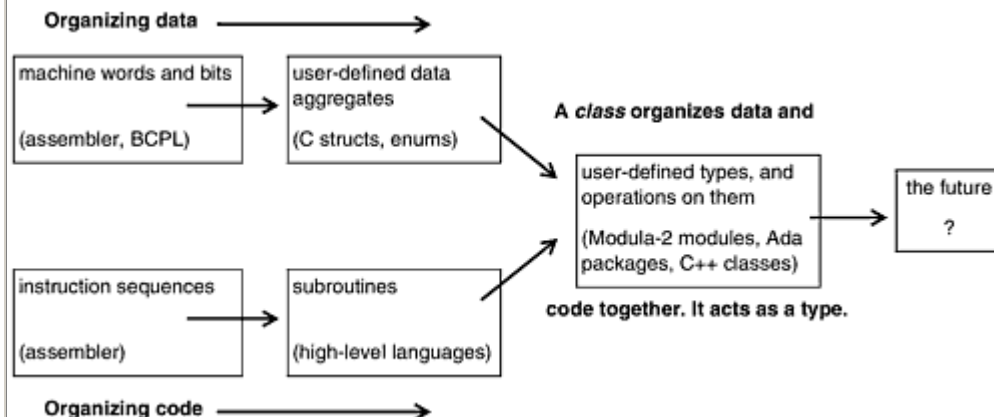 Organizing data
machine words and bits
(assembler, BCPL)
user-defined data
aggregates
(C structs, enums)
A class organizes data and
user-defined types, and
operations on them
(Modula-2 modules, Ada
packages, C++ classes)
code together. It acts as a type.
the future
?
instruction sequences
(assembler)
subroutines
(high-level languages)
Organizing code